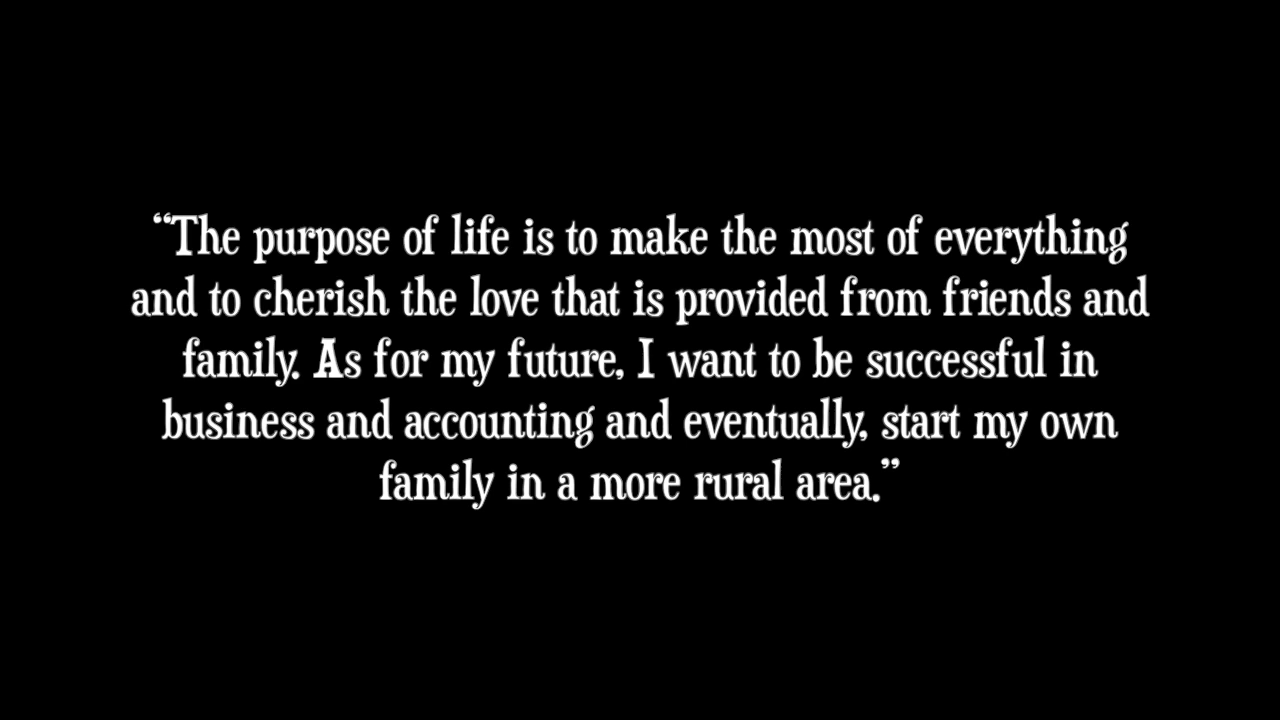 “The purpose of life is to make the most of everything
and to cherish the love that is provided from friends and
family. As for my future, I want to be successful in
business and accounting and eventually, start my own
family in a more rural area.”